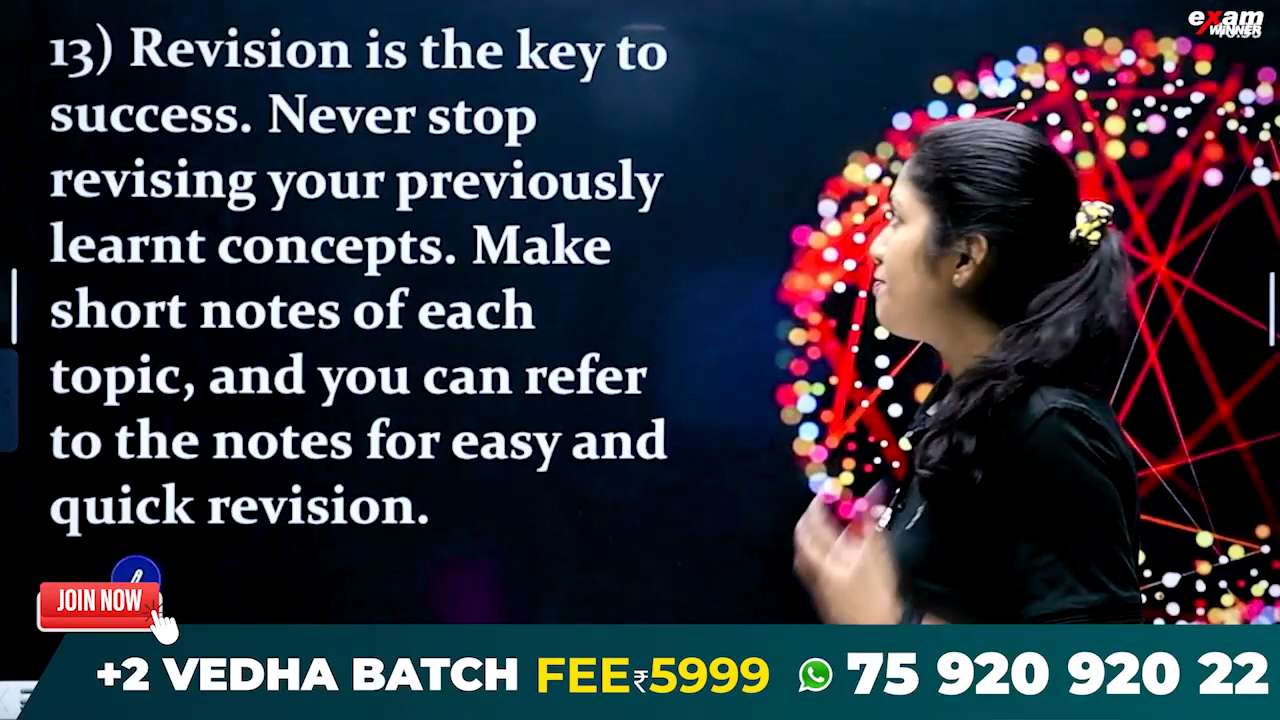 exam
WINNER
13) Revision is the key to
success. Never stop
revising your previously
learnt concepts. Make
short notes of each
topic, and you can refer
to the notes for easy and
quick revision.
JOIN NOW
+2 VEDHA BATCH FEE ₹5999 75 920 920 22